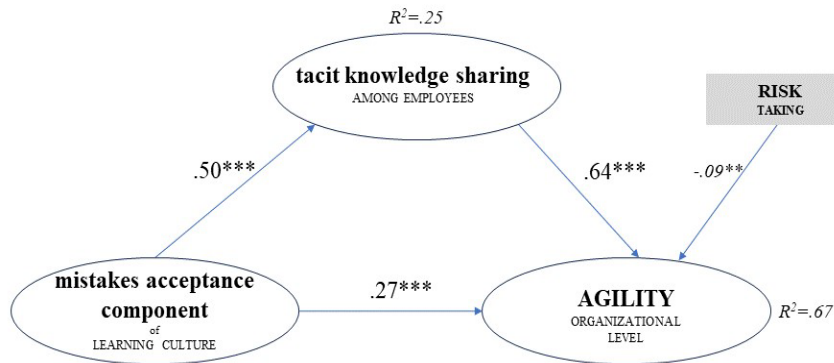 R²=.25
tacit knowledge sharing
AMONG EMPLOYEES
RISK
TAKING
.50***
.64***
-.09**
mistakes acceptance
component
of
LEARNING CULTURE
.27***
AGILITY
ORGANIZATIONAL
LEVEL
R²=.67